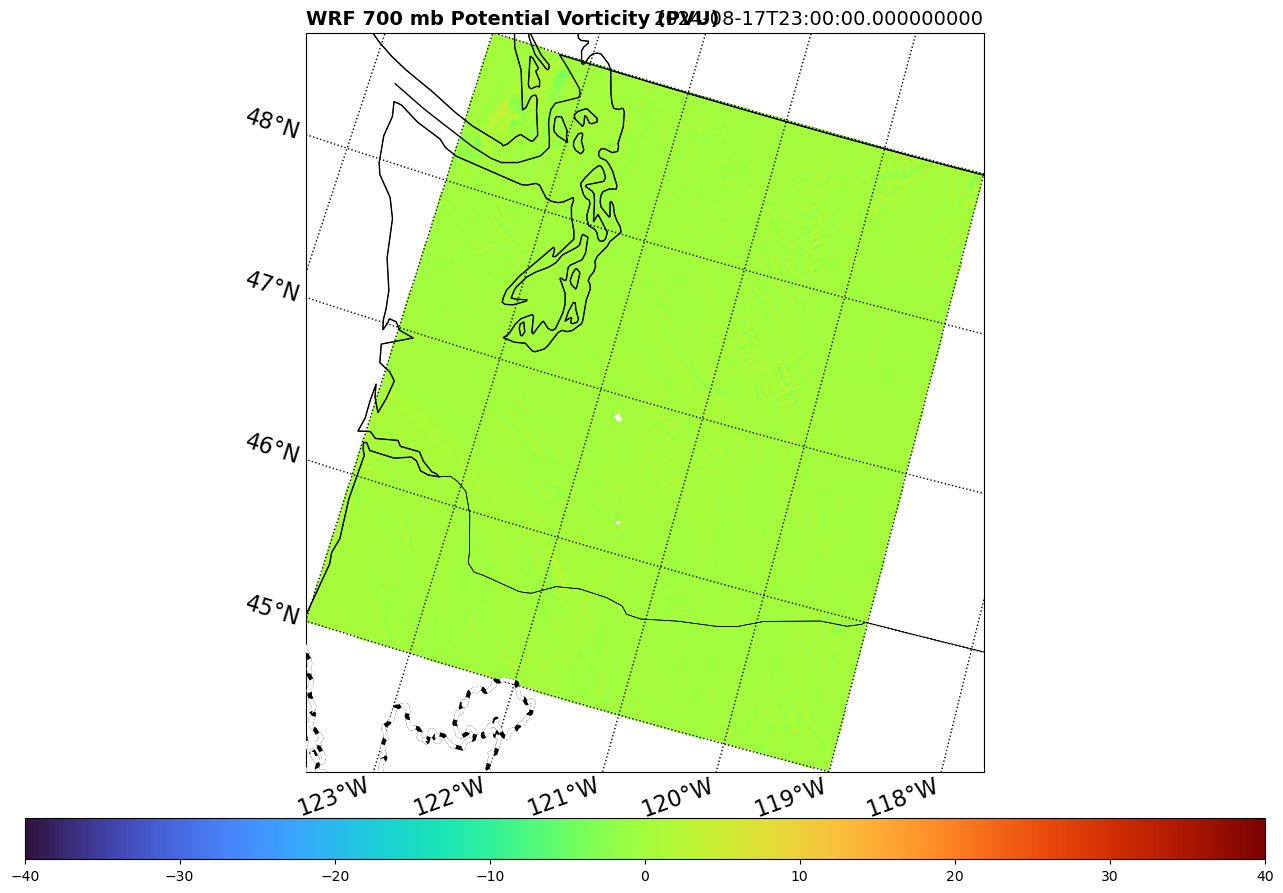 WRF 700 mb Potential Vorticity (PVU) 2024-08-17T23:00:00.000000000
48°N
47°N
46°N
45°N
123°W 122°W 121°W 120°W 119°W 118°W
−40 −30 −20 −10 0 10 20 30 40